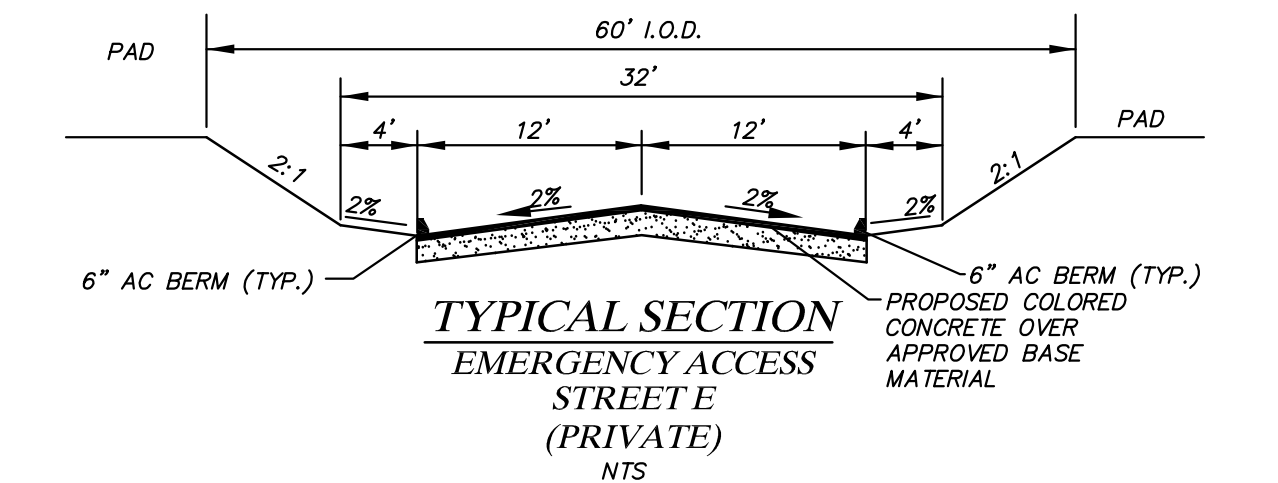 60' I.O.D.
PAD
32'
PAD
4'
12'
12'
4'
2:1
2:1
2%
2%
2%
2%
6" AC BERM (TYP.)
6" AC BERM (TYP.)
PROPOSED COLORED
CONCRETE OVER
APPROVED BASE
MATERIAL
TYPICAL SECTION
EMERGENCY ACCESS
STREET E
(PRIVATE)
NTS